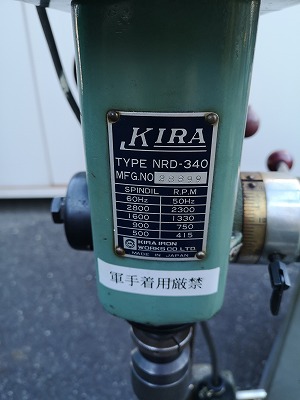 KIRA
TYPE NRD-340
MFG.NO
SPINDIL R.P.M
60Hz 50Hz
2800 2300
1600 1330
900 750
500 415
KIRA IRON
WORKS CO.LTD.
MADE IN JAPAN
軍手着用厳禁